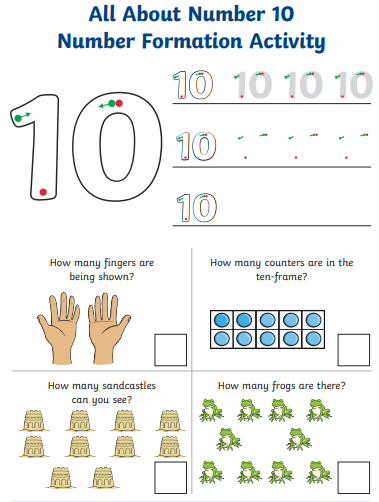 All About Number 10
Number Formation Activity
10
10 10 10 10
10
10
How many fingers are
being shown?
How many counters are in the
ten-frame?
How many sandcastles
can you see?
How many frogs are there?